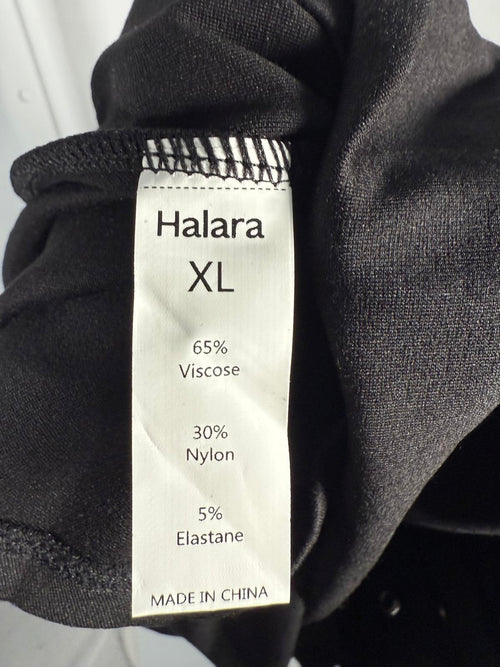 Halara
XL
65%
Viscose
30%
Nylon
5%
Elastane
MADE IN CHINA